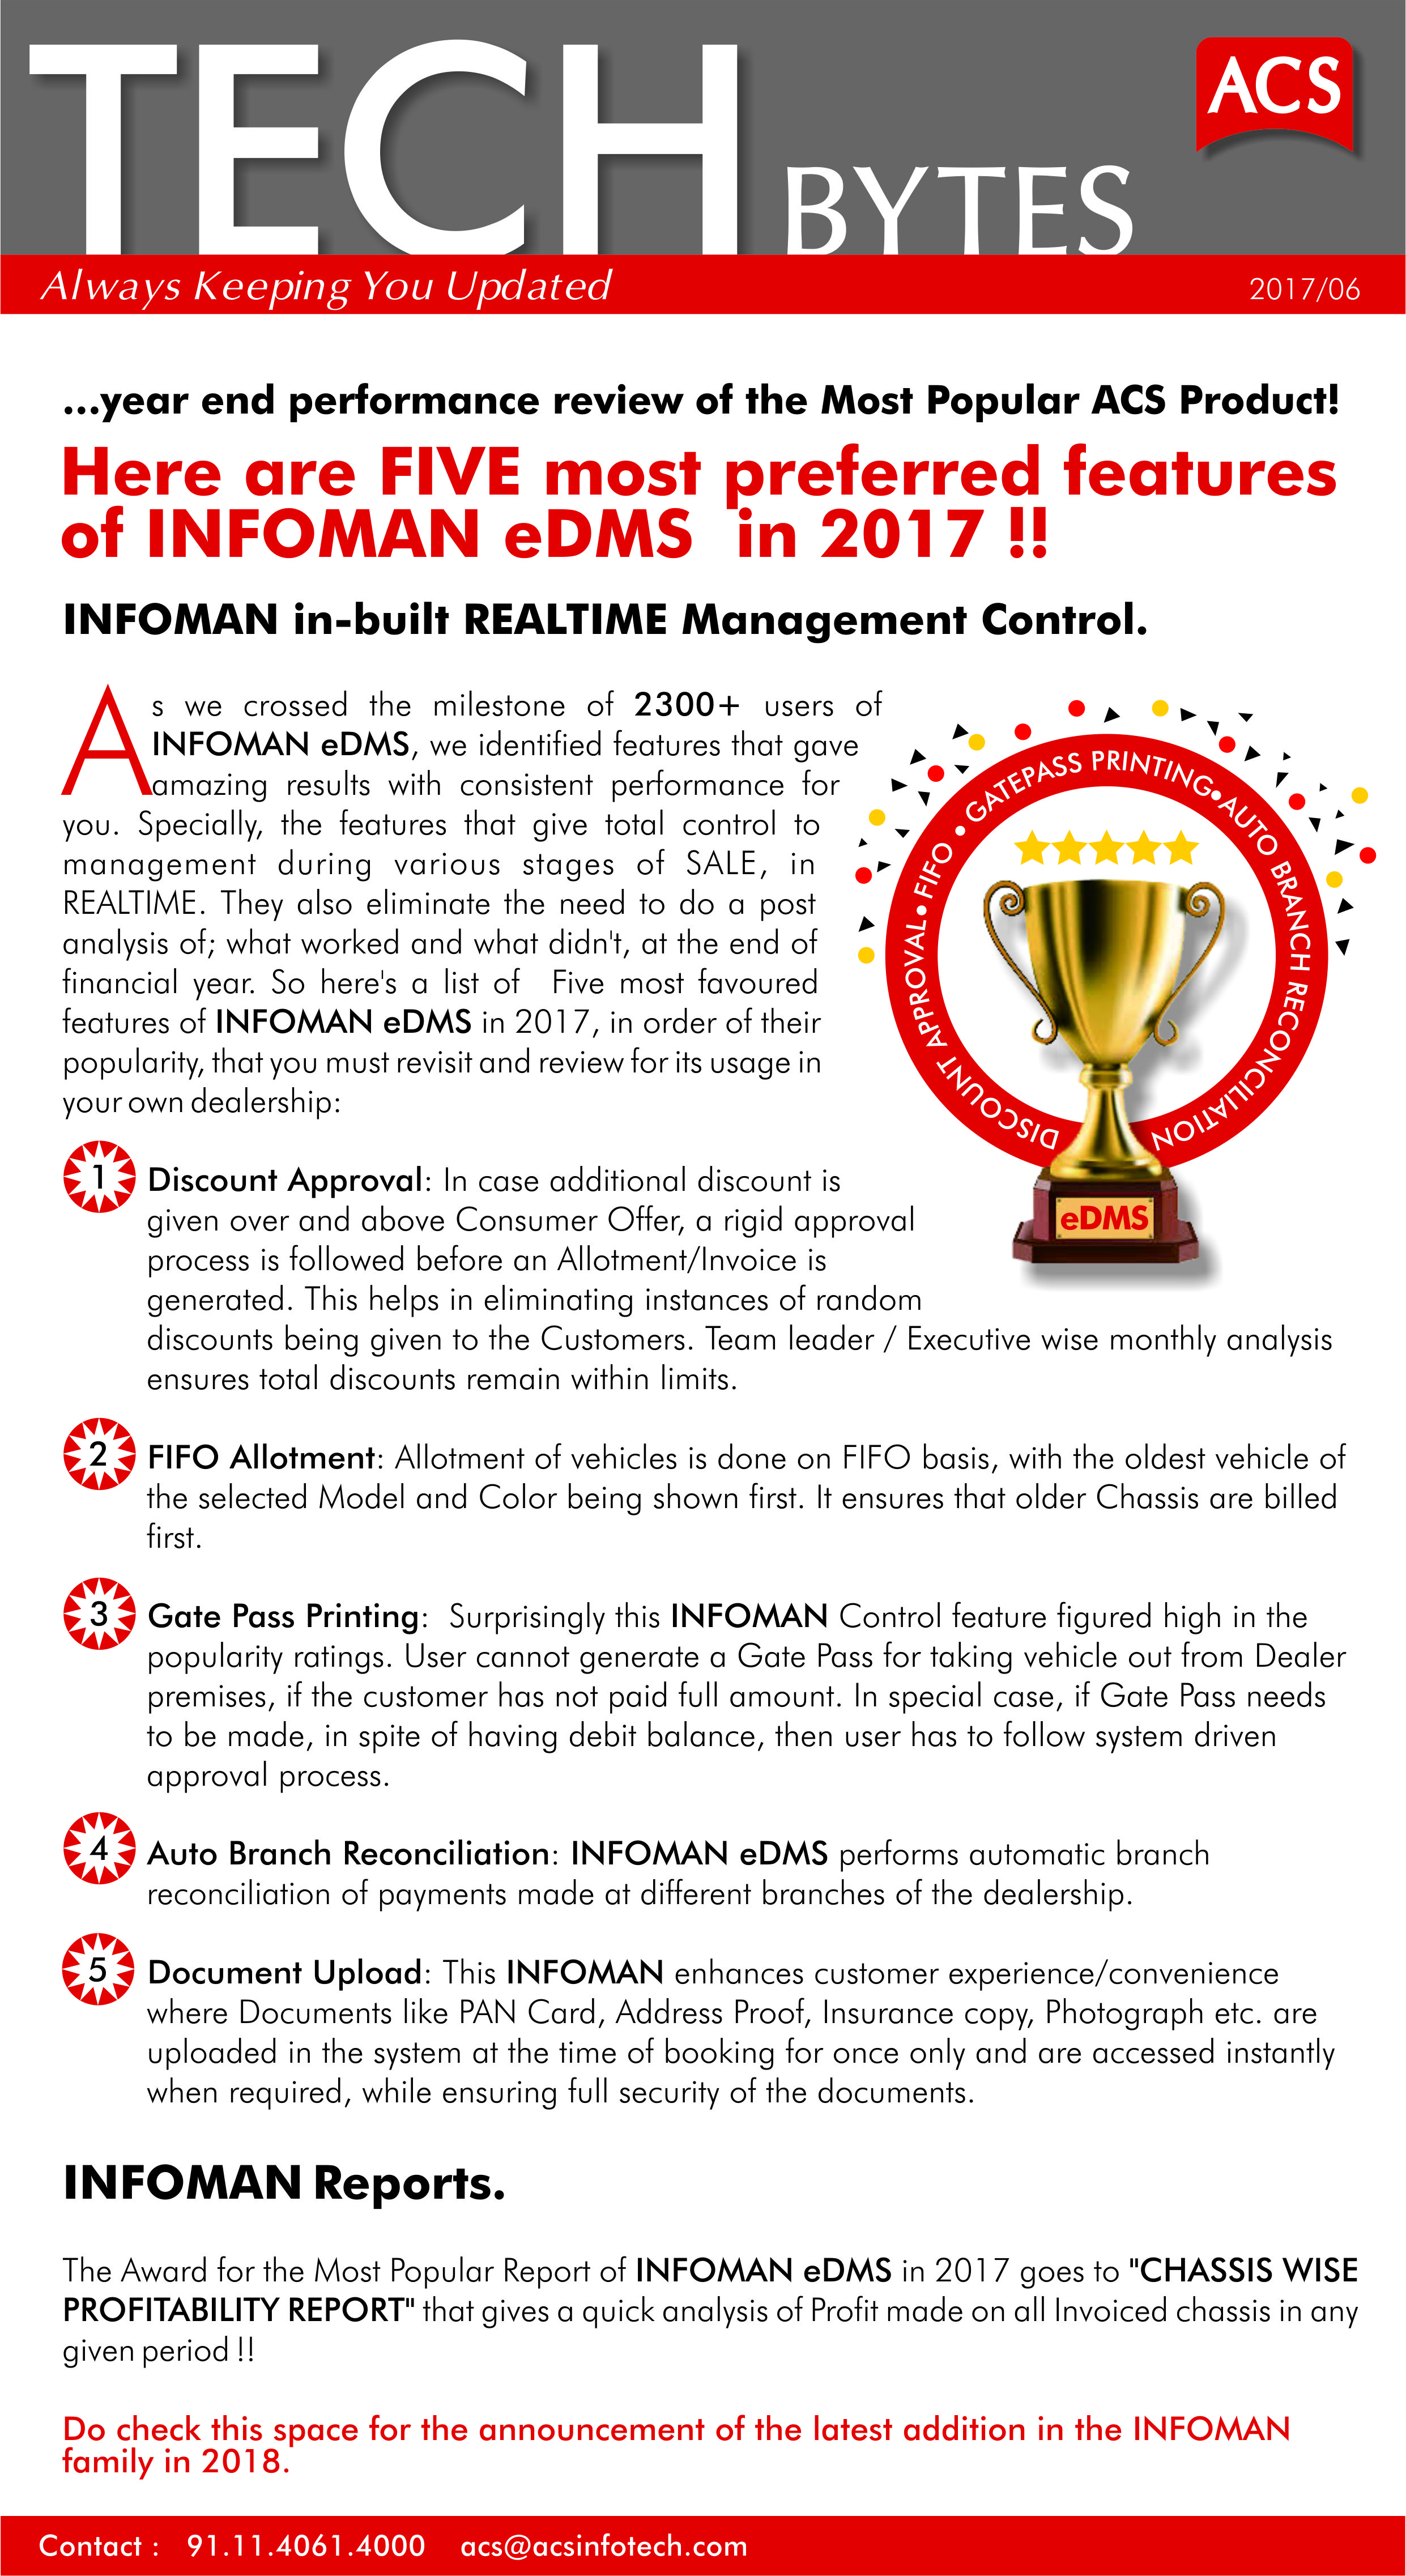 TECH BYTES
ACS
Always Keeping You Updated
2017/06
...year end performance review of the Most Popular ACS Product!
Here are FIVE most preferred features
of INFOMAN eDMS in 2017 !!
INFOMAN in-built REALTIME Management Control.
As we crossed the milestone of 2300+ users of
INFOMAN eDMS, we identified features that gave
amazing results with consistent performance for
you. Specially, the features that give total control to
management during various stages of SALE, in
REALTIME. They also eliminate the need to do a post
analysis of; what worked and what didn't, at the end of
financial year. So here's a list of Five most favoured
features of INFOMAN eDMS in 2017, in order of their
popularity, that you must revisit and review for its usage in
your own dealership:
DISCOUNT APPROVAL • FIFO • GATEPASS PRINTING • AUTO BRANCH RECONCILIATION
eDMS
1 Discount Approval: In case additional discount is
given over and above Consumer Offer, a rigid approval
process is followed before an Allotment/Invoice is
generated. This helps in eliminating instances of random
discounts being given to the Customers. Team leader / Executive wise monthly analysis
ensures total discounts remain within limits.
2 FIFO Allotment: Allotment of vehicles is done on FIFO basis, with the oldest vehicle of
the selected Model and Color being shown first. It ensures that older Chassis are billed
first.
3 Gate Pass Printing: Surprisingly this INFOMAN Control feature figured high in the
popularity ratings. User cannot generate a Gate Pass for taking vehicle out from Dealer
premises, if the customer has not paid full amount. In special case, if Gate Pass needs
to be made, in spite of having debit balance, then user has to follow system driven
approval process.
4 Auto Branch Reconciliation: INFOMAN eDMS performs automatic branch
reconciliation of payments made at different branches of the dealership.
5 Document Upload: This INFOMAN enhances customer experience/convenience
where Documents like PAN Card, Address Proof, Insurance copy, Photograph etc. are
uploaded in the system at the time of booking for once only and are accessed instantly
when required, while ensuring full security of the documents.
INFOMAN Reports.
The Award for the Most Popular Report of INFOMAN eDMS in 2017 goes to "CHASSIS WISE
PROFITABILITY REPORT" that gives a quick analysis of Profit made on all Invoiced chassis in any
given period !!
Do check this space for the announcement of the latest addition in the INFOMAN
family in 2018.
Contact : 91.11.4061.4000 acs@acsinfotech.com